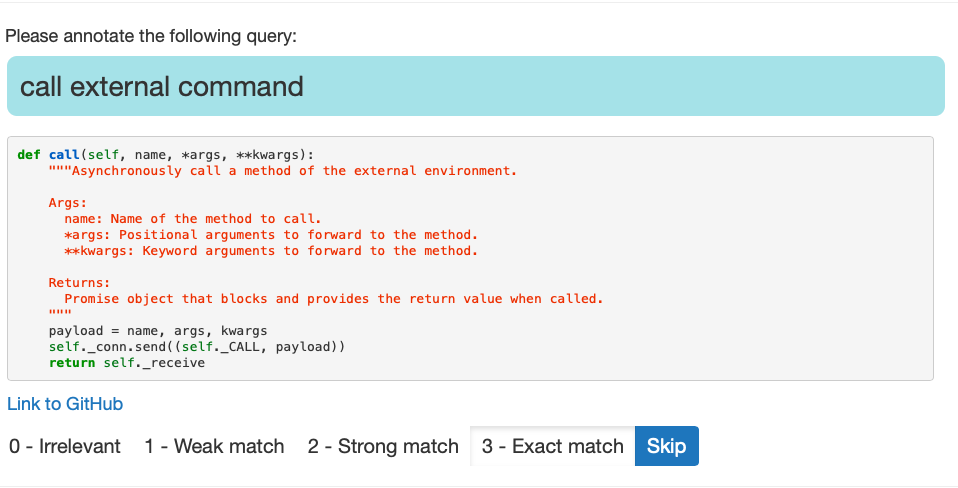 Please annotate the following query:
call external command
def call(self, name, *args, **kwargs):
    """Asynchronously call a method of the external environment.

    Args:
      name: Name of the method to call.
      *args: Positional arguments to forward to the method.
      **kwargs: Keyword arguments to forward to the method.

    Returns:
      Promise object that blocks and provides the return value when called.
    """
    payload = name, args, kwargs
    self._conn.send((self._CALL, payload))
    return self._receive
Link to GitHub
0 - Irrelevant 1 - Weak match 2 - Strong match 3 - Exact match Skip